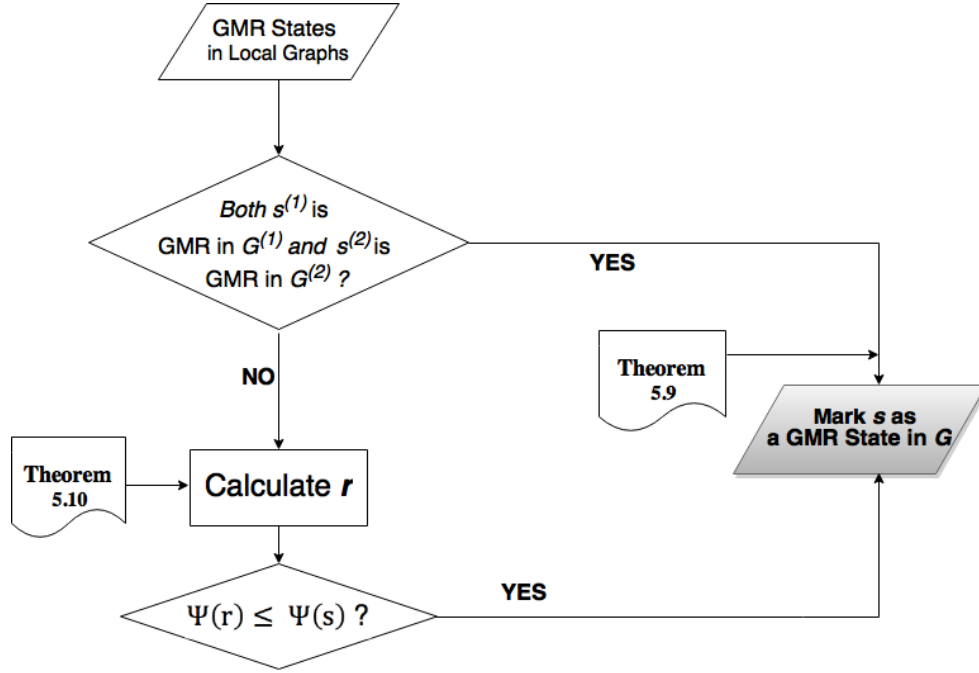 GMR States
in Local Graphs
Both s^(1) is
GMR in G^(1) and s^(2) is
GMR in G^(2) ?
YES
NO
Theorem
5.9
Mark s as
a GMR State in G
Theorem
5.10
Calculate r
Ψ(r) ≤ Ψ(s) ?
YES